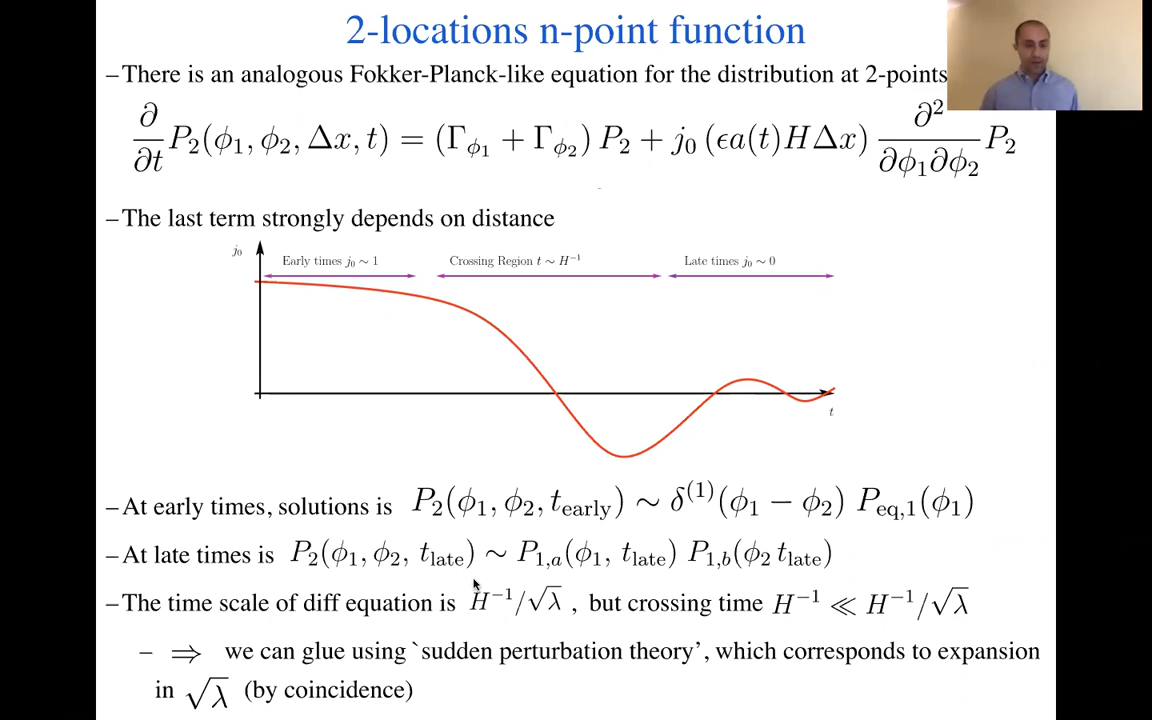 2-locations n-point function
– There is an analogous Fokker-Planck-like equation for the distribution at 2-points
∂/∂t P₂(ϕ₁, ϕ₂, Δx, t) = (Γ_ϕ₁ + Γ_ϕ₂) P₂ + j₀ (ϵa(t)HΔx) ∂²/∂ϕ₁∂ϕ₂ P₂
– The last term strongly depends on distance
j₀
Early times j₀ ∼ 1
Crossing Region t ∼ H⁻¹
Late times j₀ ∼ 0
t
– At early times, solutions is P₂(ϕ₁, ϕ₂, t_early) ∼ δ⁽¹⁾(ϕ₁ − ϕ₂) P_eq,1(ϕ₁)
– At late times is P₂(ϕ₁, ϕ₂, t_late) ∼ P_1,a(ϕ₁, t_late) P_1,b(ϕ₂ t_late)
– The time scale of diff equation is H⁻¹/√λ , but crossing time H⁻¹ ≪ H⁻¹/√λ
– ⇒ we can glue using `sudden perturbation theory', which corresponds to expansion
in √λ (by coincidence)